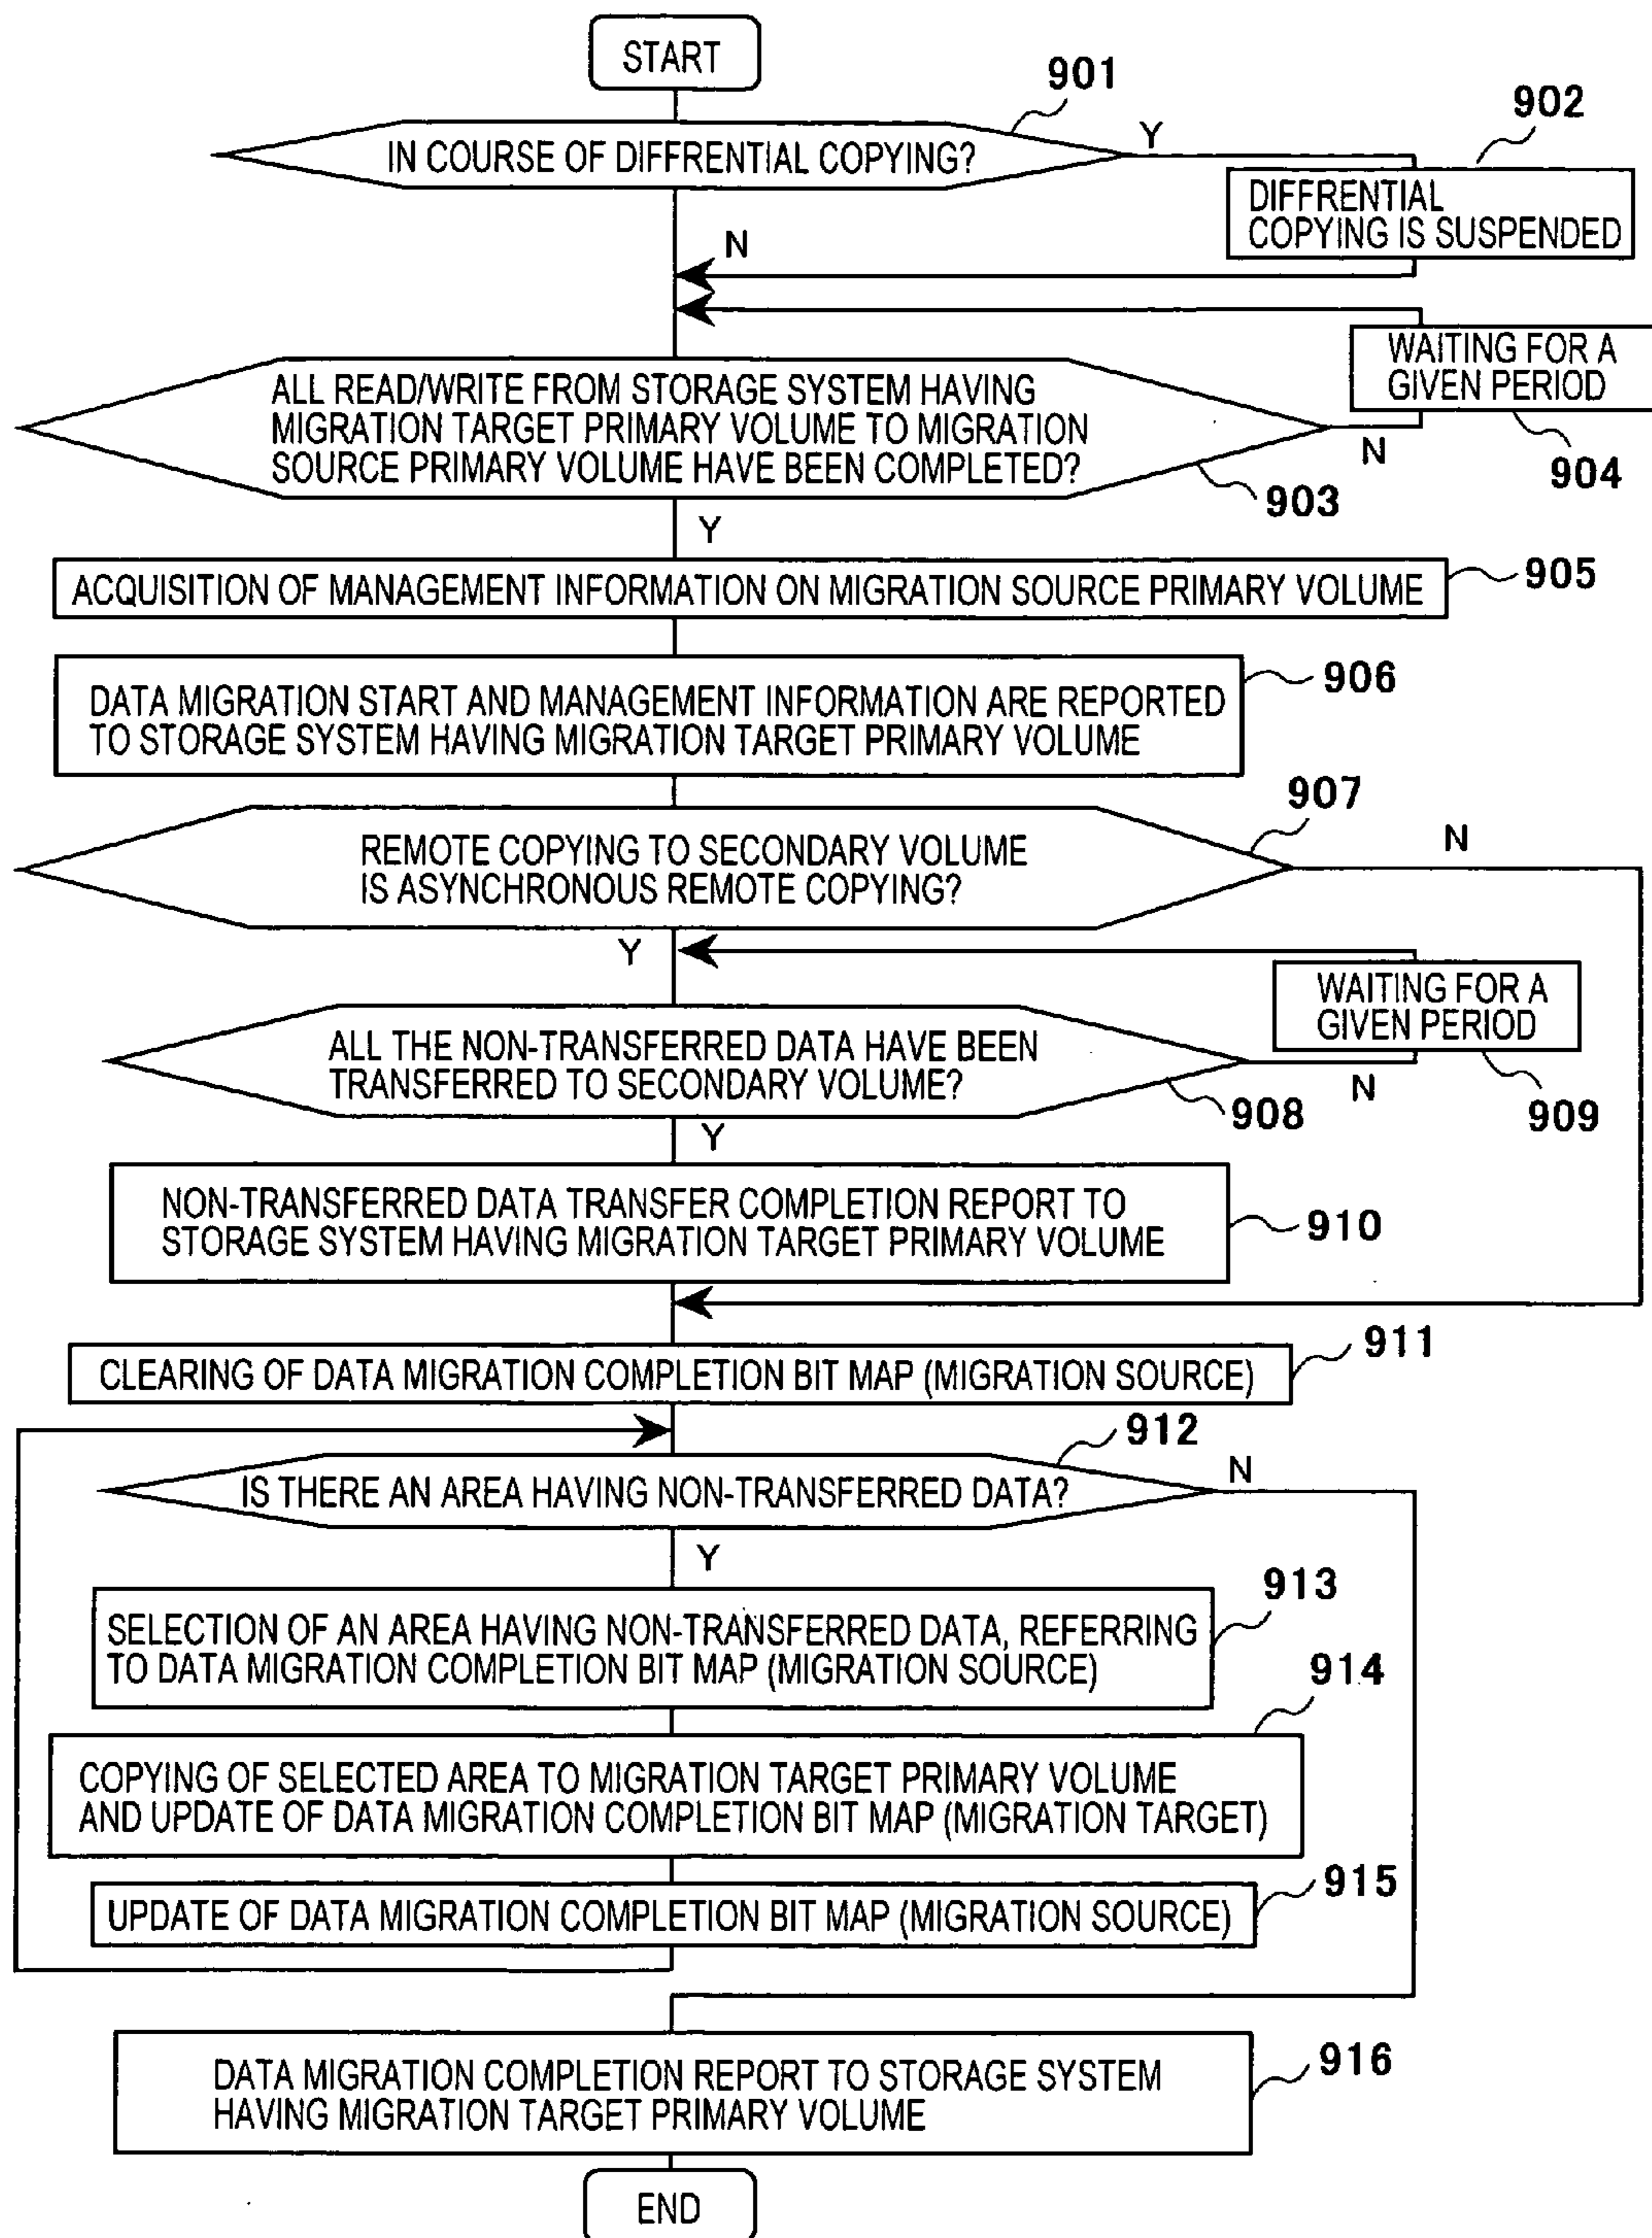 START
901
IN COURSE OF DIFFRENTIAL COPYING?
Y
902
DIFFRENTIAL
COPYING IS SUSPENDED
N
WAITING FOR A
GIVEN PERIOD
904
ALL READ/WRITE FROM STORAGE SYSTEM HAVING
MIGRATION TARGET PRIMARY VOLUME TO MIGRATION
SOURCE PRIMARY VOLUME HAVE BEEN COMPLETED?
N
903
Y
ACQUISITION OF MANAGEMENT INFORMATION ON MIGRATION SOURCE PRIMARY VOLUME
905
DATA MIGRATION START AND MANAGEMENT INFORMATION ARE REPORTED
TO STORAGE SYSTEM HAVING MIGRATION TARGET PRIMARY VOLUME
906
907
REMOTE COPYING TO SECONDARY VOLUME
IS ASYNCHRONOUS REMOTE COPYING?
N
Y
WAITING FOR A
GIVEN PERIOD
909
ALL THE NON-TRANSFERRED DATA HAVE BEEN
TRANSFERRED TO SECONDARY VOLUME?
N
908
Y
NON-TRANSFERRED DATA TRANSFER COMPLETION REPORT TO
STORAGE SYSTEM HAVING MIGRATION TARGET PRIMARY VOLUME
910
CLEARING OF DATA MIGRATION COMPLETION BIT MAP (MIGRATION SOURCE)
911
912
IS THERE AN AREA HAVING NON-TRANSFERRED DATA?
N
Y
913
SELECTION OF AN AREA HAVING NON-TRANSFERRED DATA, REFERRING
TO DATA MIGRATION COMPLETION BIT MAP (MIGRATION SOURCE)
914
COPYING OF SELECTED AREA TO MIGRATION TARGET PRIMARY VOLUME
AND UPDATE OF DATA MIGRATION COMPLETION BIT MAP (MIGRATION TARGET)
915
UPDATE OF DATA MIGRATION COMPLETION BIT MAP (MIGRATION SOURCE)
916
DATA MIGRATION COMPLETION REPORT TO STORAGE SYSTEM
HAVING MIGRATION TARGET PRIMARY VOLUME
END